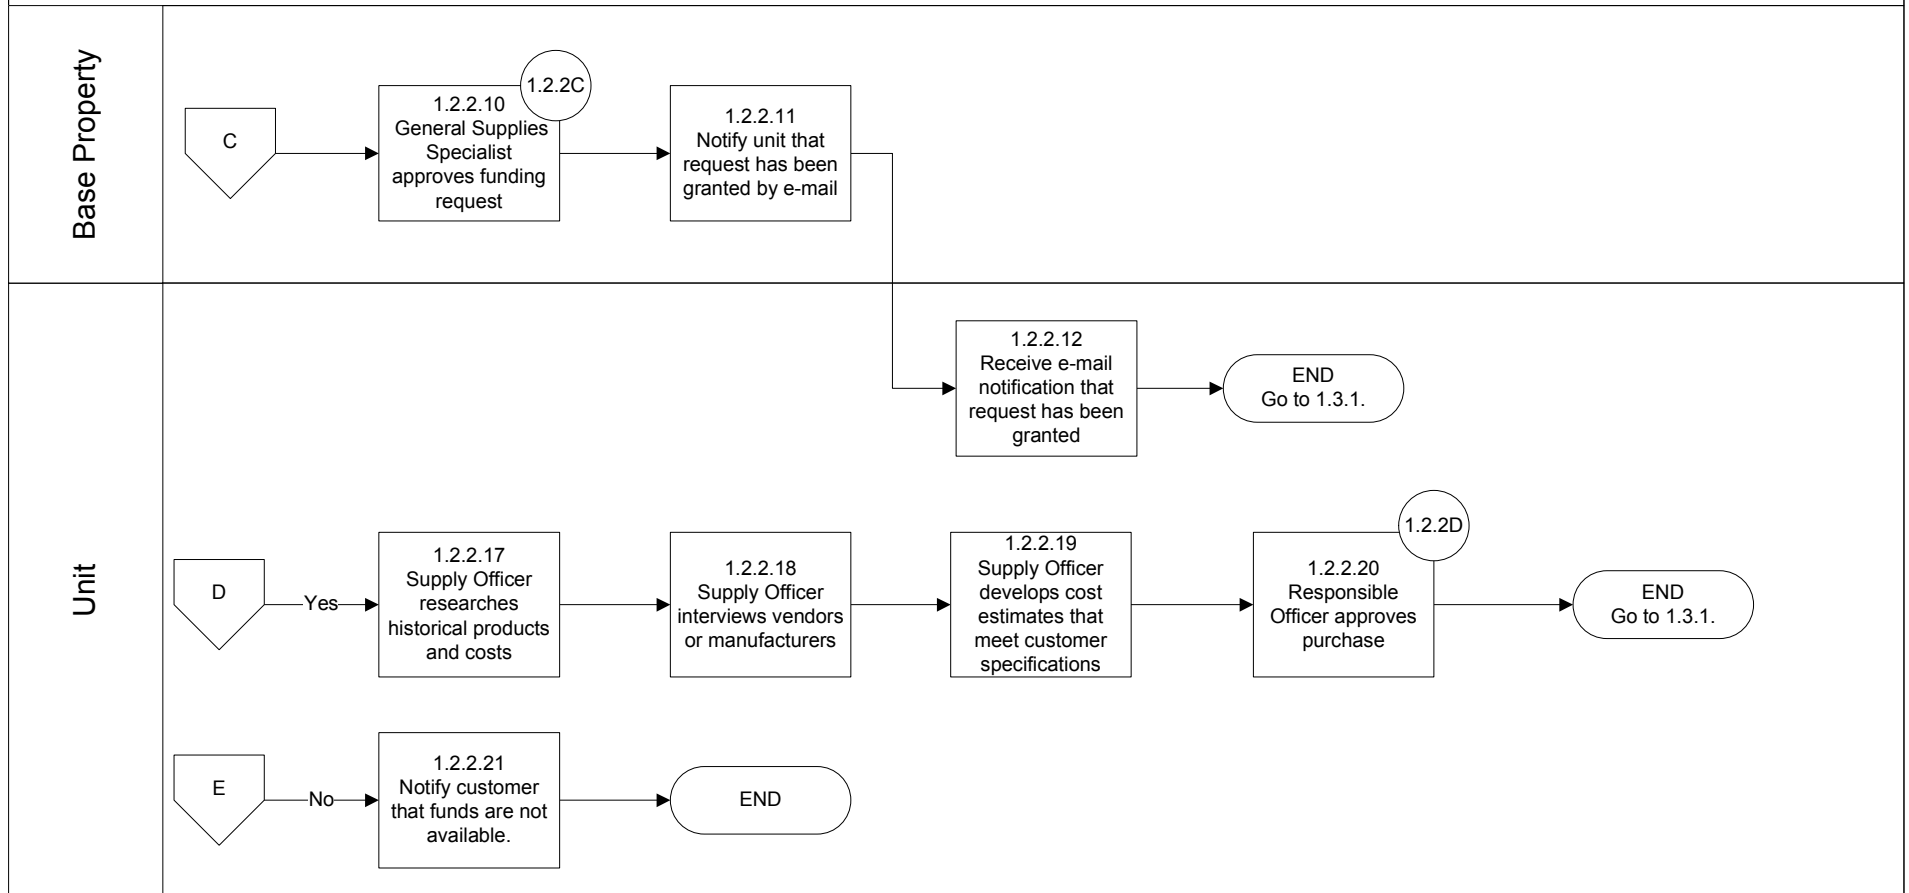 Base Property
C
1.2.2.10
General Supplies
Specialist
approves funding
request
1.2.2C
1.2.2.11
Notify unit that
request has been
granted by e-mail
Unit
1.2.2.12
Receive e-mail
notification that
request has been
granted
END
Go to 1.3.1.
D
Yes
1.2.2.17
Supply Officer
researches
historical products
and costs
1.2.2.18
Supply Officer
interviews vendors
or manufacturers
1.2.2.19
Supply Officer
develops cost
estimates that
meet customer
specifications
1.2.2D
1.2.2.20
Responsible
Officer approves
purchase
END
Go to 1.3.1.
E
No
1.2.2.21
Notify customer
that funds are not
available.
END